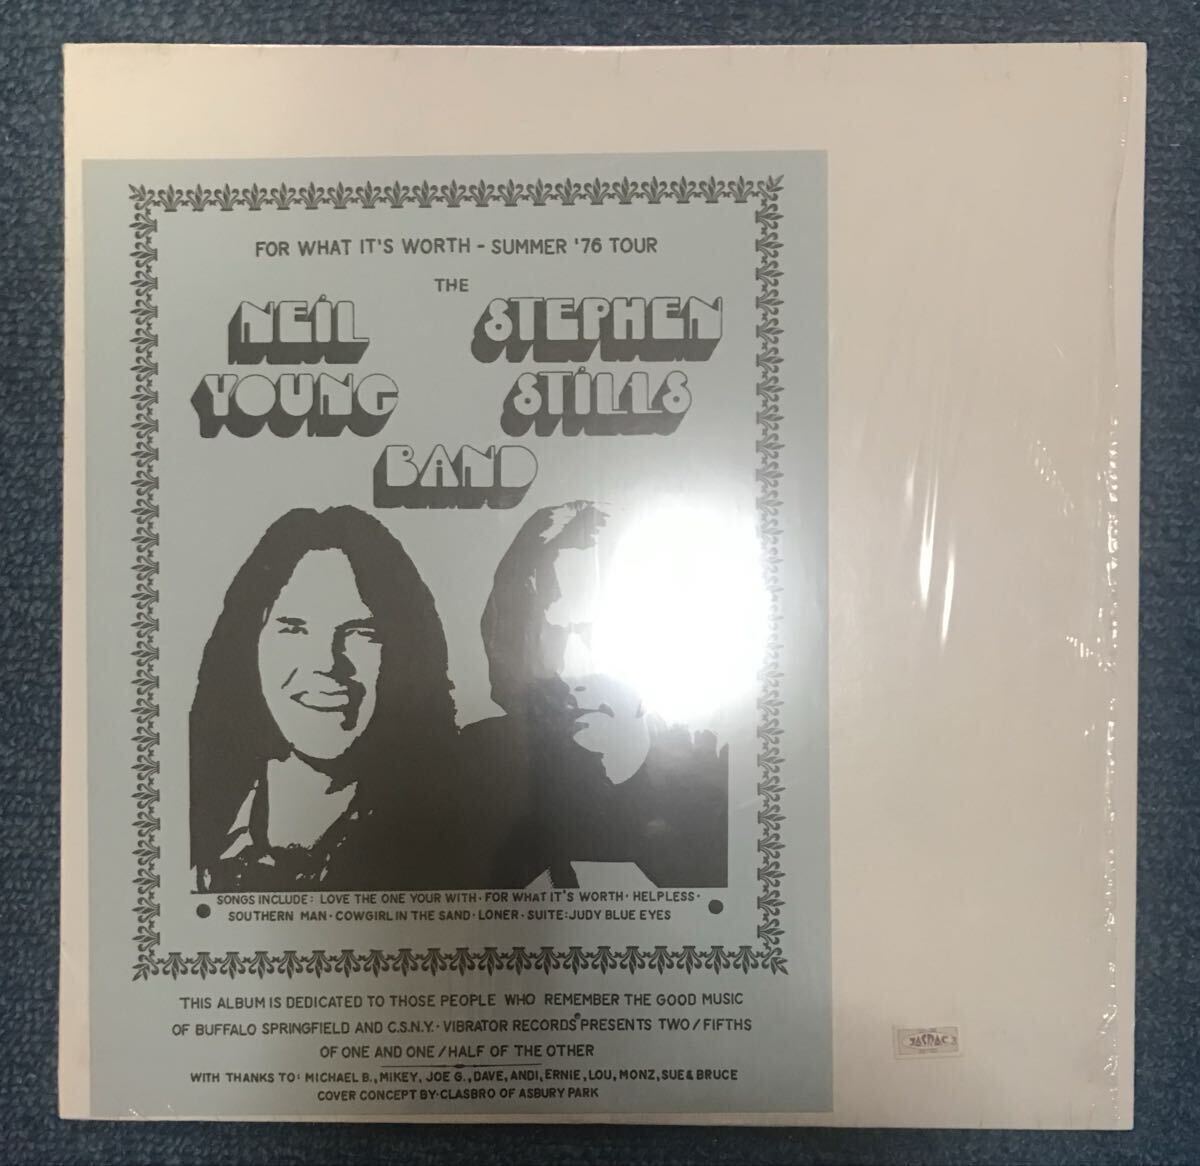 FOR WHAT IT'S WORTH - SUMMER '76 TOUR
THE
NEIL STEPHEN
YOUNG STILLS
BAND
SONGS INCLUDE: LOVE THE ONE YOUR WITH · FOR WHAT IT'S WORTH · HELPLESS ·
SOUTHERN MAN · COWGIRL IN THE SAND · LONER · SUITE: JUDY BLUE EYES
THIS ALBUM IS DEDICATED TO THOSE PEOPLE WHO REMEMBER THE GOOD MUSIC
OF BUFFALO SPRINGFIELD AND C.S.N.Y. · VIBRATOR RECORDS PRESENTS TWO/FIFTHS
OF ONE AND ONE/HALF OF THE OTHER
WITH THANKS TO: MICHAEL B., MIKEY, JOE G., DAVE, ANDI, ERNIE, LOU, MONZ, SUE & BRUCE
COVER CONCEPT BY · CLASBRO OF ASBURY PARK